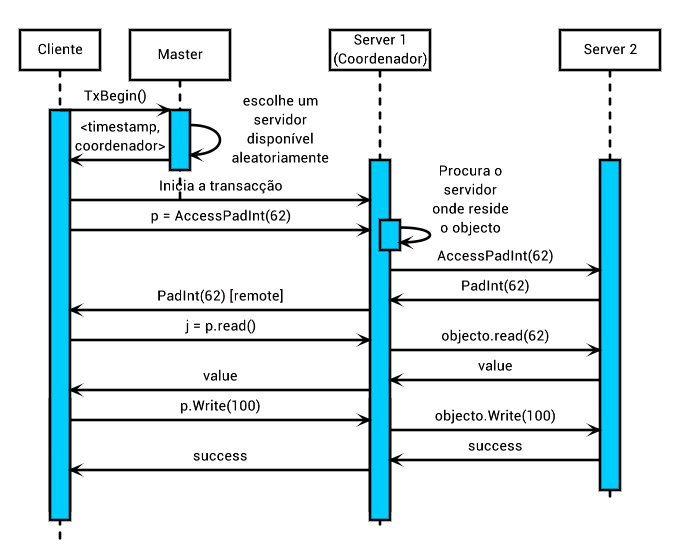 Cliente
Master
Server 1
(Coordenador)
Server 2
TxBegin()
<timestamp,
coordenador>
escolhe um
servidor
disponível
aleatoriamente
Inicia a transacção
p = AccessPadInt(62)
Procura o
servidor
onde reside
o objecto
AccessPadInt(62)
PadInt(62)
PadInt(62) [remote]
j = p.read()
objecto.read(62)
value
value
p.Write(100)
objecto.Write(100)
success
success